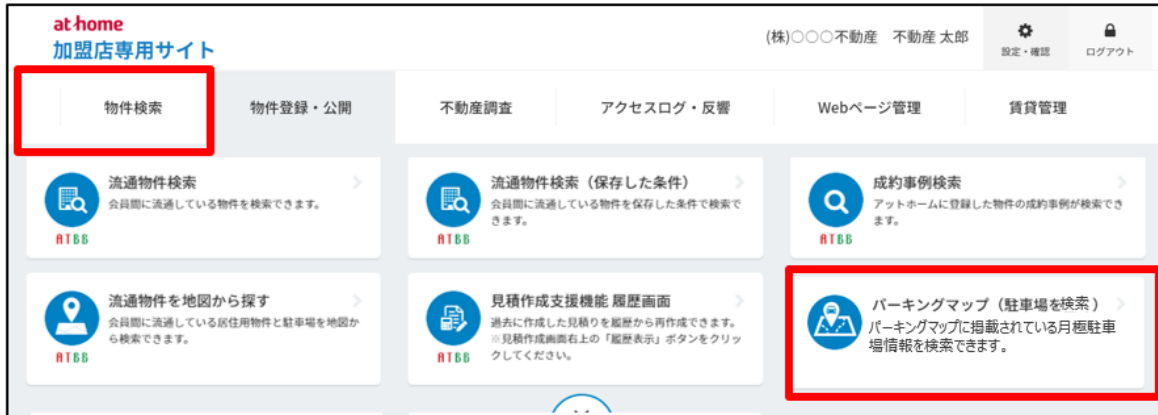 at home
加盟店専用サイト
(株)○○○不動産 不動産 太郎
設定・確認
ログアウト
物件検索
物件登録・公開
不動産調査
アクセスログ・反響
Webページ管理
賃貸管理
流通物件検索
会員間に流通している物件を検索できます。
ATBB
流通物件検索（保存した条件）
会員間に流通している物件を保存した条件で検索で
きます。
ATBB
成約事例検索
アットホームに登録した物件の成約事例が検索でき
ます。
ATBB
流通物件を地図から探す
会員間に流通している居住用物件と駐車場を地図か
ら検索できます。
ATBB
見積作成支援機能 履歴画面
過去に作成した見積りを履歴から再作成できます。
※見積作成画面右上の「履歴表示」ボタンをクリッ
クしてください。
ATBB
パーキングマップ（駐車場を検索）
パーキングマップに掲載されている月極駐車
場情報を検索できます。